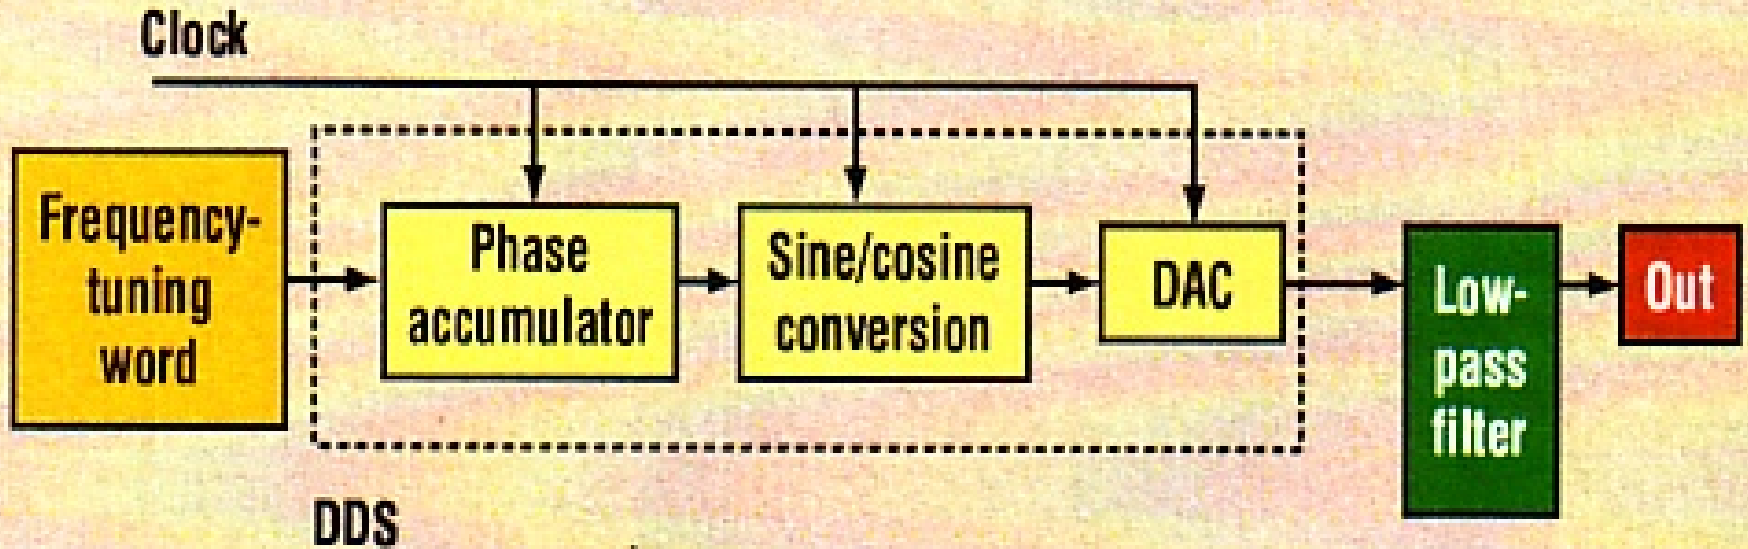 Clock
Frequency-
tuning
word
Phase
accumulator
Sine/cosine
conversion
DAC
Low-
pass
filter
Out
DDS